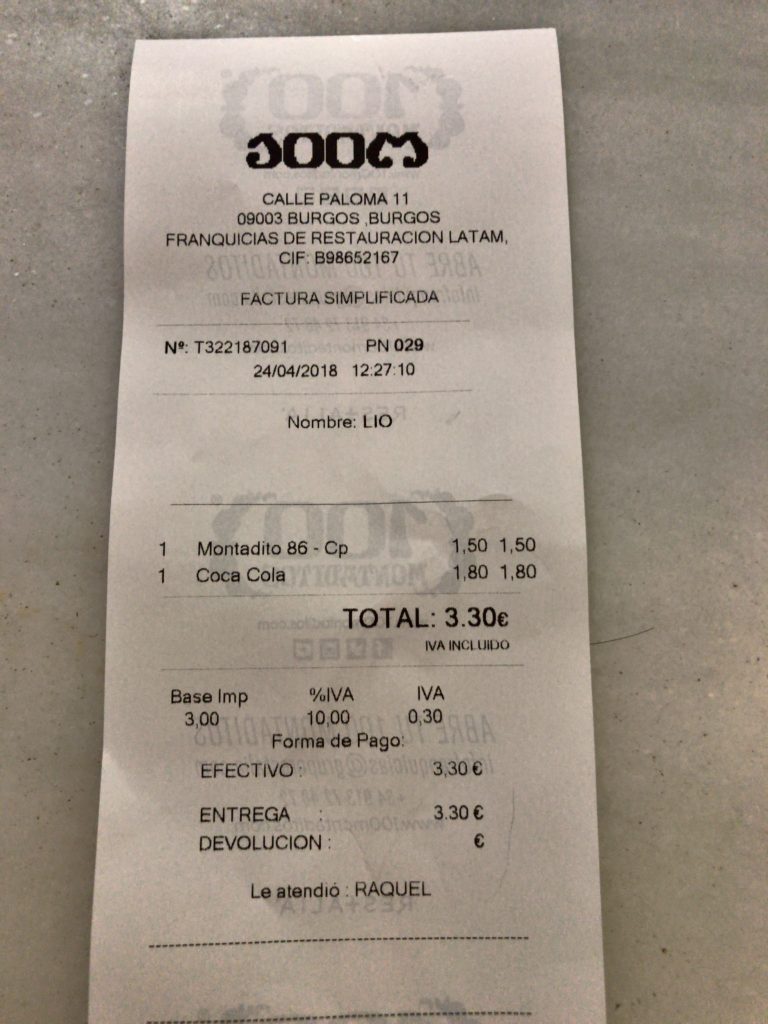 100M
CALLE PALOMA 11
09003 BURGOS ,BURGOS
FRANQUICIAS DE RESTAURACION LATAM,
CIF: B98652167
FACTURA SIMPLIFICADA
Nº: T322187091 PN 029
24/04/2018 12:27:10
Nombre: LIO
1 Montadito 86 - Cp 1,50 1,50
1 Coca Cola 1,80 1,80
TOTAL: 3.30€
IVA INCLUIDO
Base Imp %IVA IVA
3,00 10,00 0,30
Forma de Pago:
EFECTIVO : 3,30 €
ENTREGA : 3.30 €
DEVOLUCION : €
Le atendió : RAQUEL